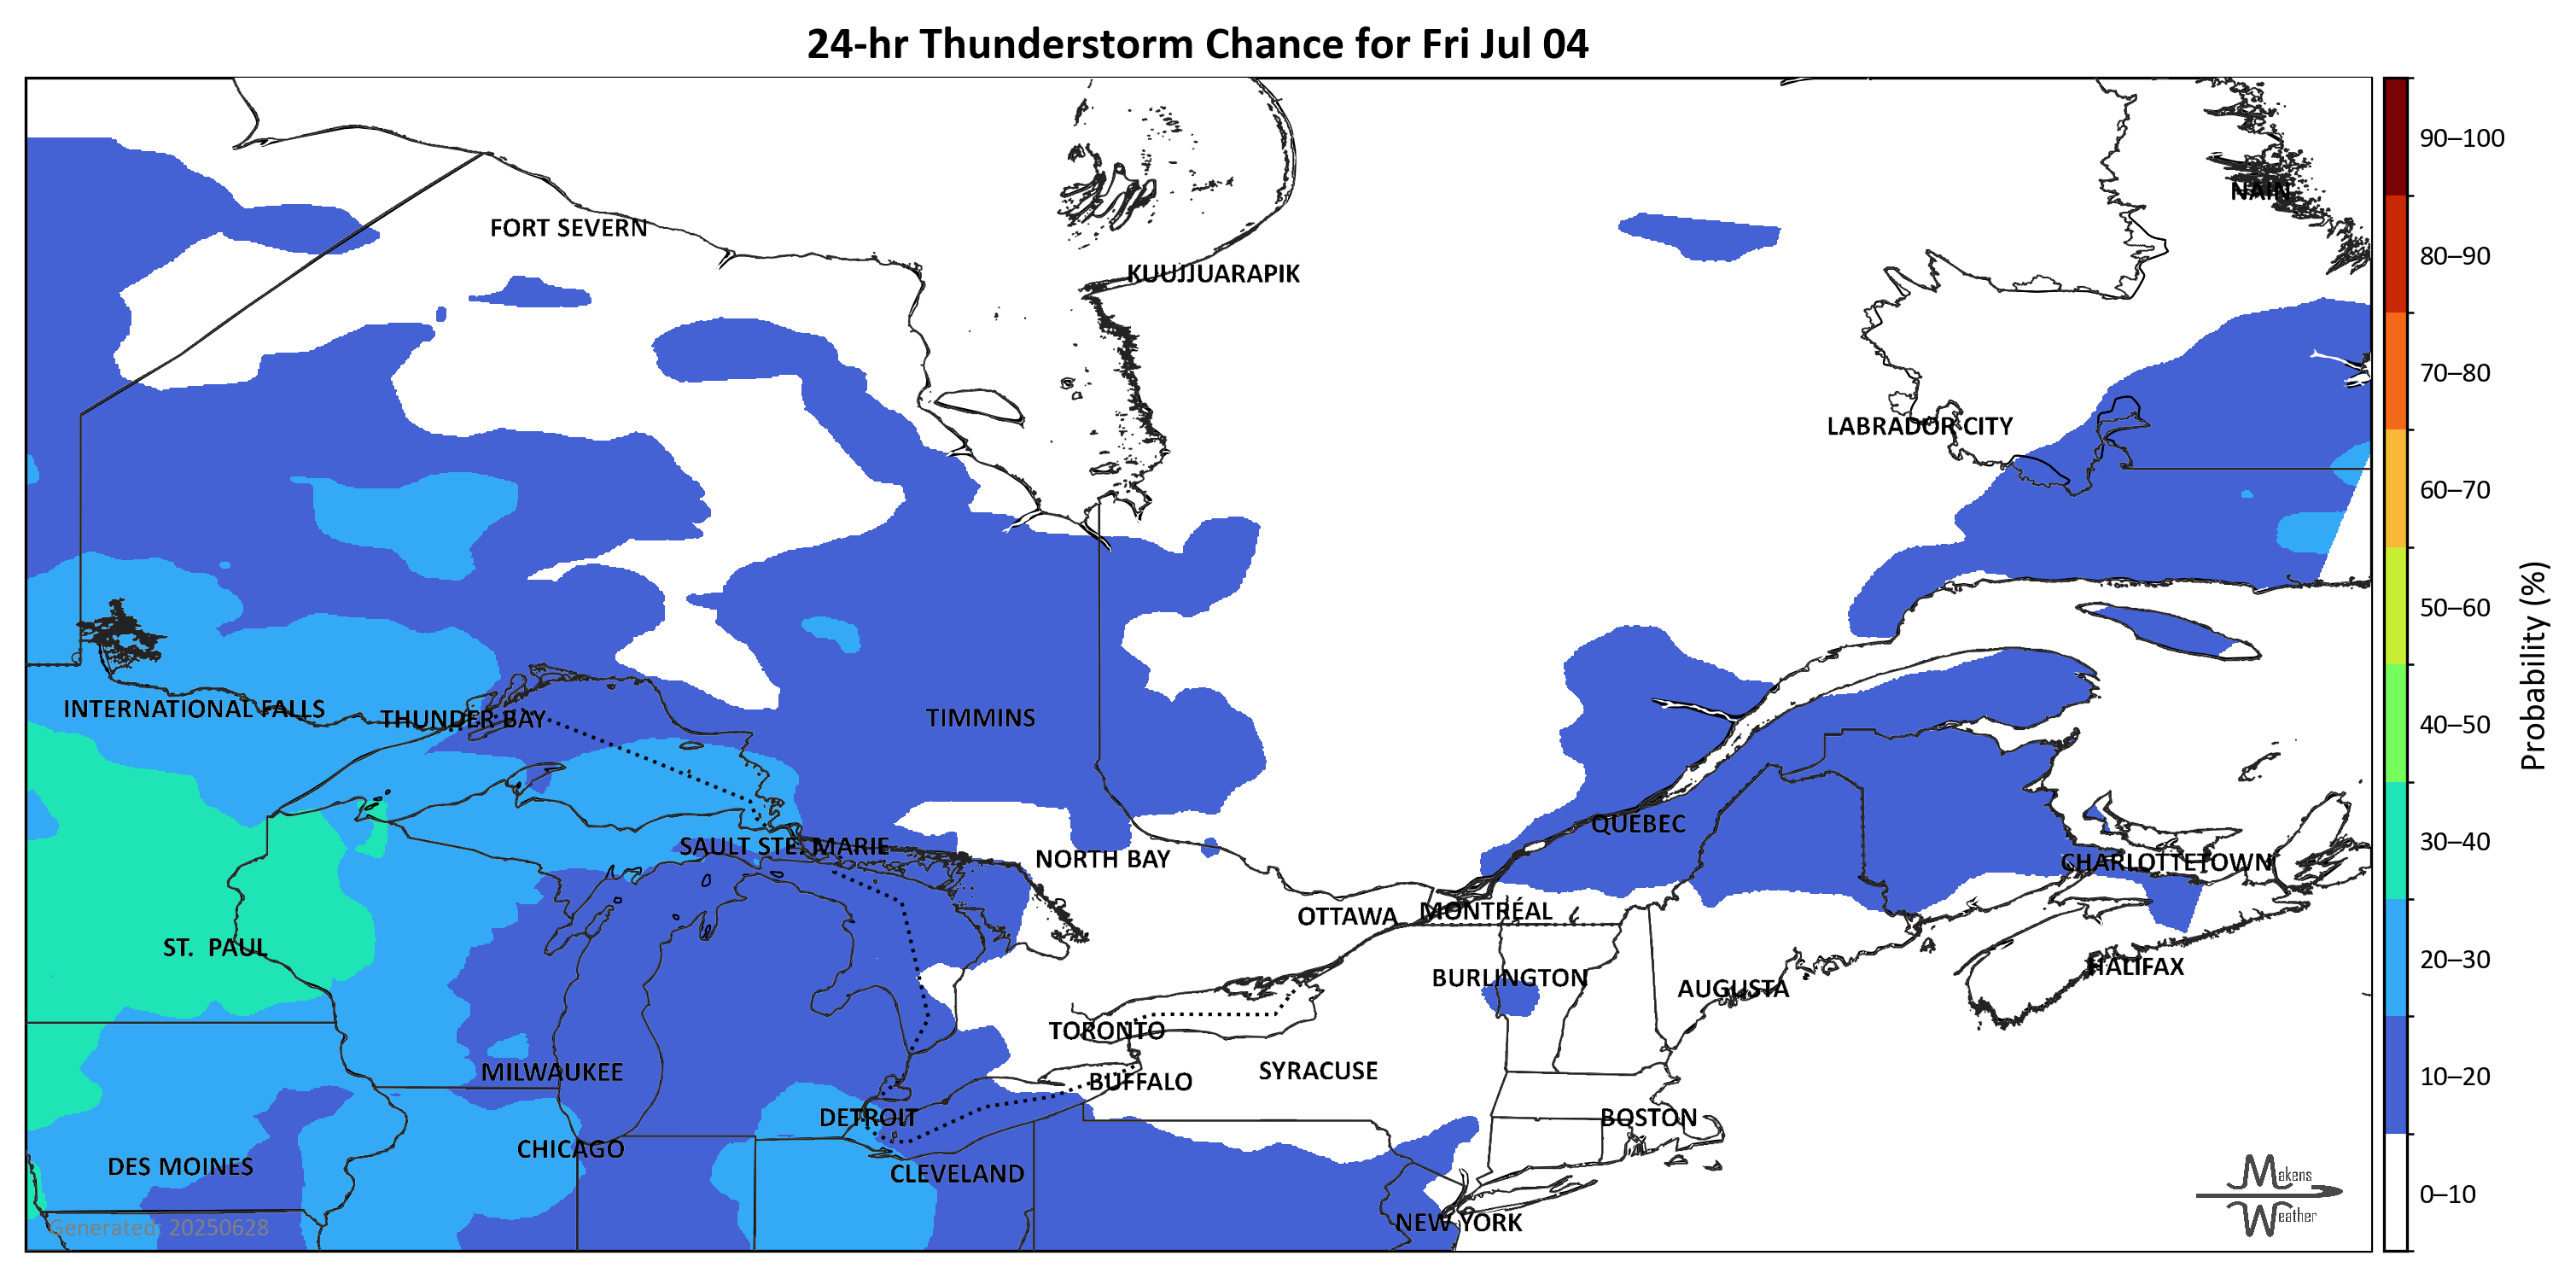 24-hr Thunderstorm Chance for Fri Jul 04
90–100
NAIN
FORT SEVERN
80–90
KUUJJUARAPIK
70–80
LABRADOR CITY
60–70
50–60
Probability (%)
INTERNATIONAL FALLS
THUNDER BAY
TIMMINS
40–50
QUEBEC
SAULT STE. MARIE
30–40
NORTH BAY
CHARLOTTETOWN
OTTAWA
MONTRÉAL
ST. PAUL
20–30
HALIFAX
BURLINGTON
AUGUSTA
TORONTO
MILWAUKEE
SYRACUSE
BUFFALO
10–20
DETROIT
BOSTON
CHICAGO
DES MOINES
CLEVELAND
Makens
Weather
0–10
NEW YORK
Generated: 20250628